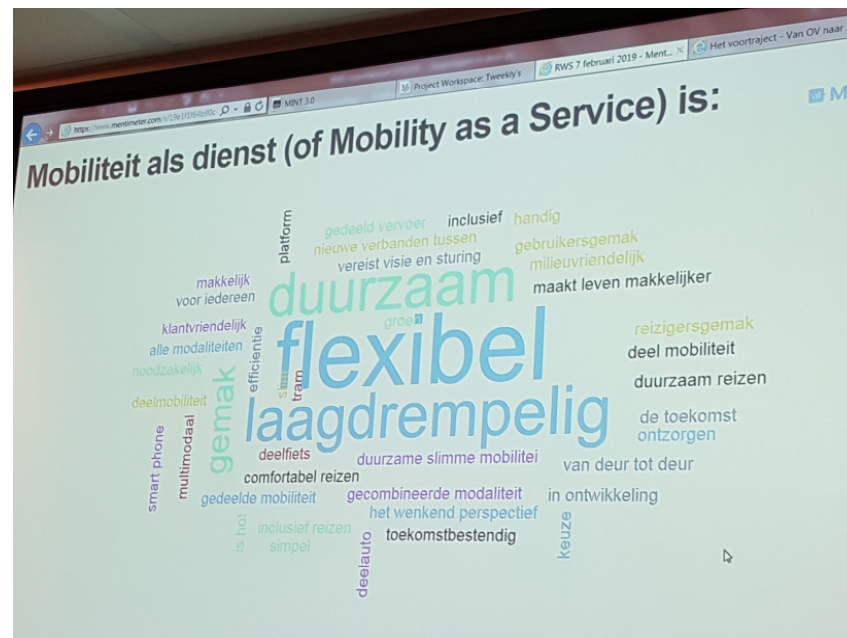 MINT 3.0
Project Workspace: Tweekly's
RWS 7 februari 2019 - Ment...
Het voortraject - Van OV naar
Mobiliteit als dienst (of Mobility as a Service) is:
platform
gedeeld vervoer
inclusief
handig
nieuwe verbanden tussen
gebruikersgemak
vereist visie en sturing
milieuvriendelijk
makkelijk
duurzaam
maakt leven makkelijker
voor iedereen
groen
klantvriendelijk
flexibel
reizigersgemak
alle modaliteiten
efficientie
slim
tram
deel mobiliteit
noodzakelijk
gemak
duurzaam reizen
deelmobiliteit
laagdrempelig
de toekomst
ontzorgen
smart phone
multimodaal
deelfiets
duurzame slimme mobilitei
van deur tot deur
comfortabel reizen
gedeelde mobiliteit
gecombineerde modaliteit
in ontwikkeling
het wenkend perspectief
is hot
inclusief reizen
toekomstbestendig
keuze
simpel
deelauto